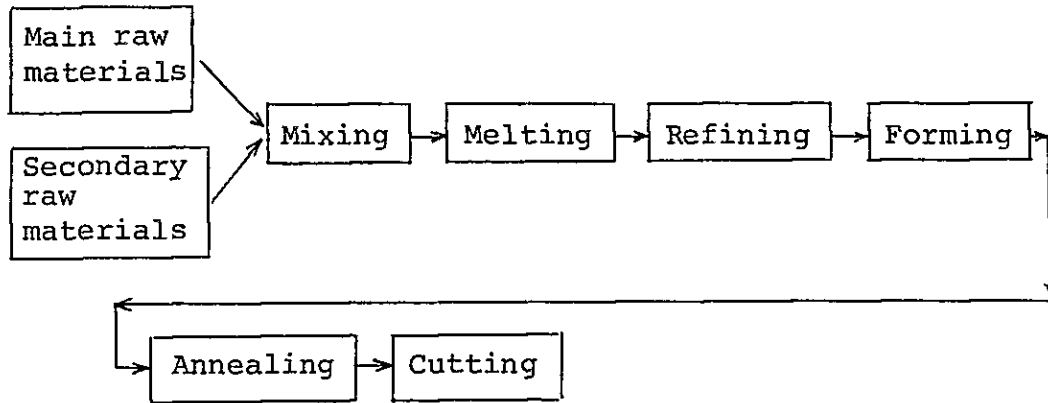 Main raw
materials
Secondary
raw
materials
Mixing
Melting
Refining
Forming
Annealing
Cutting